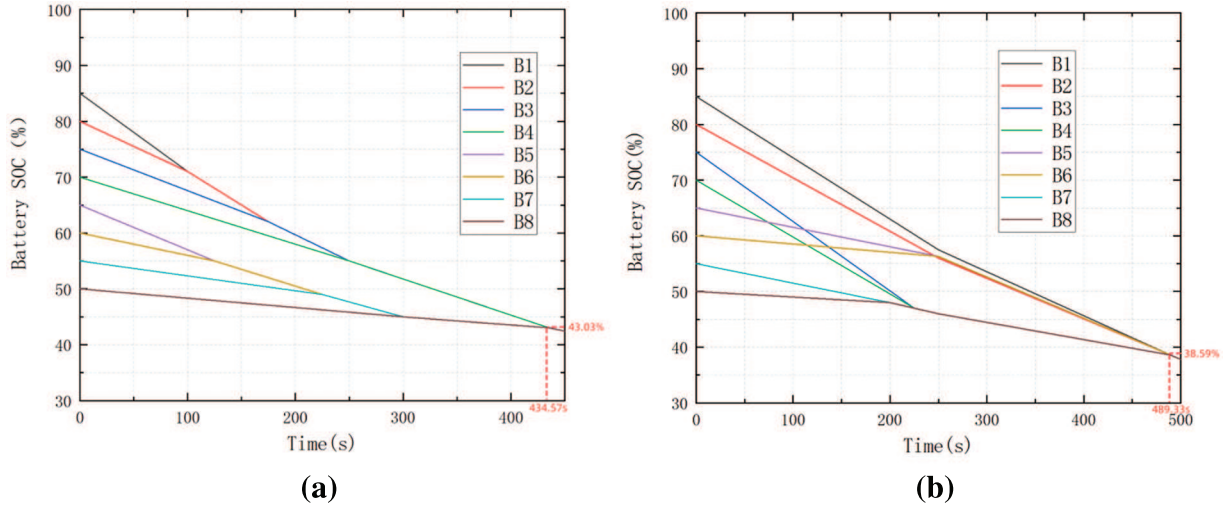 100
90
80
70
60
50
40
30
0
100
200
300
400
Battery SOC (%)
Time(s)
B1
B2
B3
B4
B5
B6
B7
B8
43.03%
434.57s
(a)
100
90
80
70
60
50
40
30
0
100
200
300
400
500
Battery SOC(%)
Time(s)
B1
B2
B3
B4
B5
B6
B7
B8
38.59%
489.33s
(b)